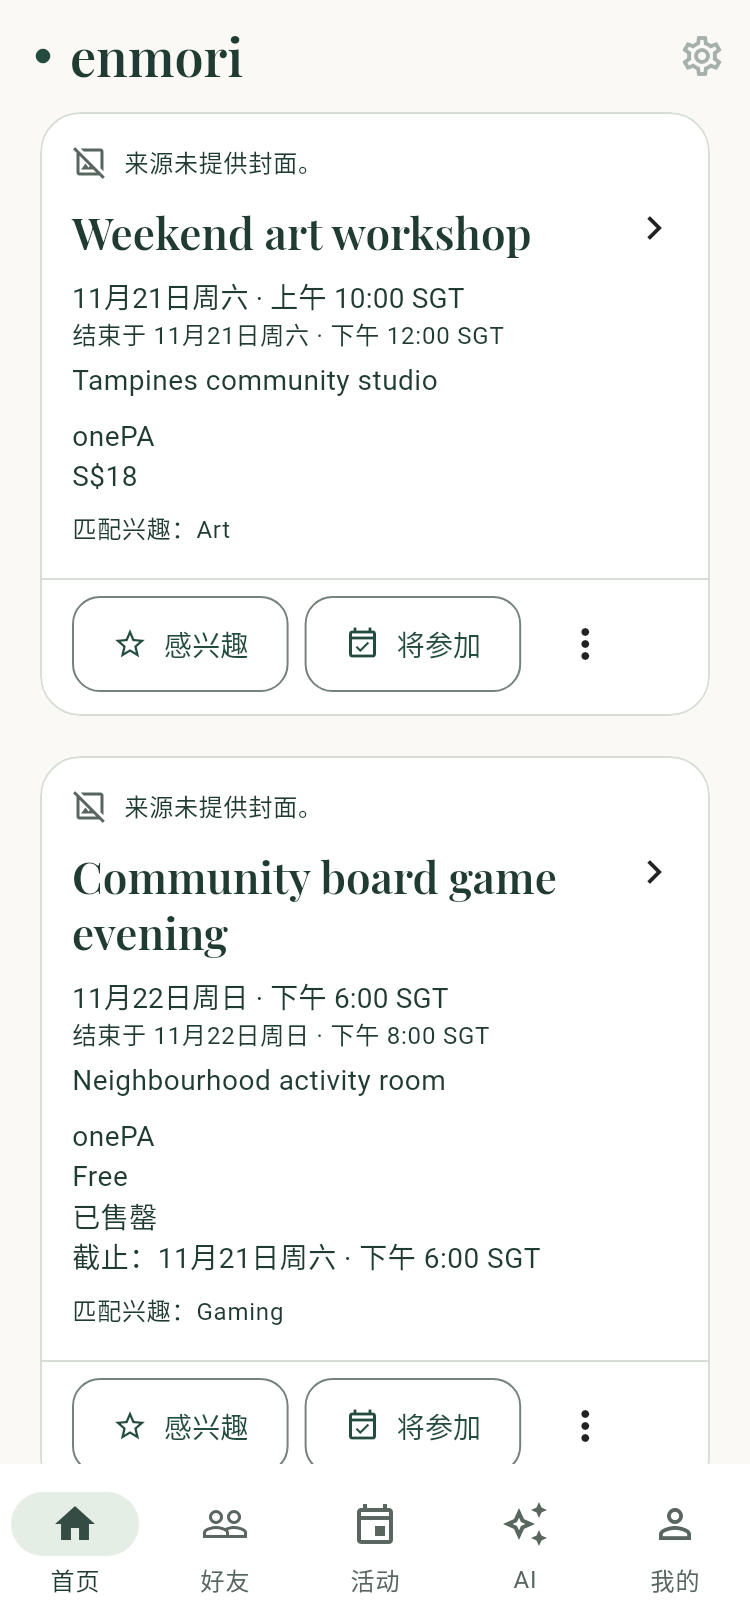 enmori
来源未提供封面。
Weekend art workshop
11月21日周六 · 上午 10:00 SGT
结束于 11月21日周六 · 下午 12:00 SGT
Tampines community studio
onePA
S$18
匹配兴趣：Art
感兴趣
将参加
来源未提供封面。
Community board game
evening
11月22日周日 · 下午 6:00 SGT
结束于 11月22日周日 · 下午 8:00 SGT
Neighbourhood activity room
onePA
Free
已售罄
截止：11月21日周六 · 下午 6:00 SGT
匹配兴趣：Gaming
感兴趣
将参加
首页
好友
活动
AI
我的